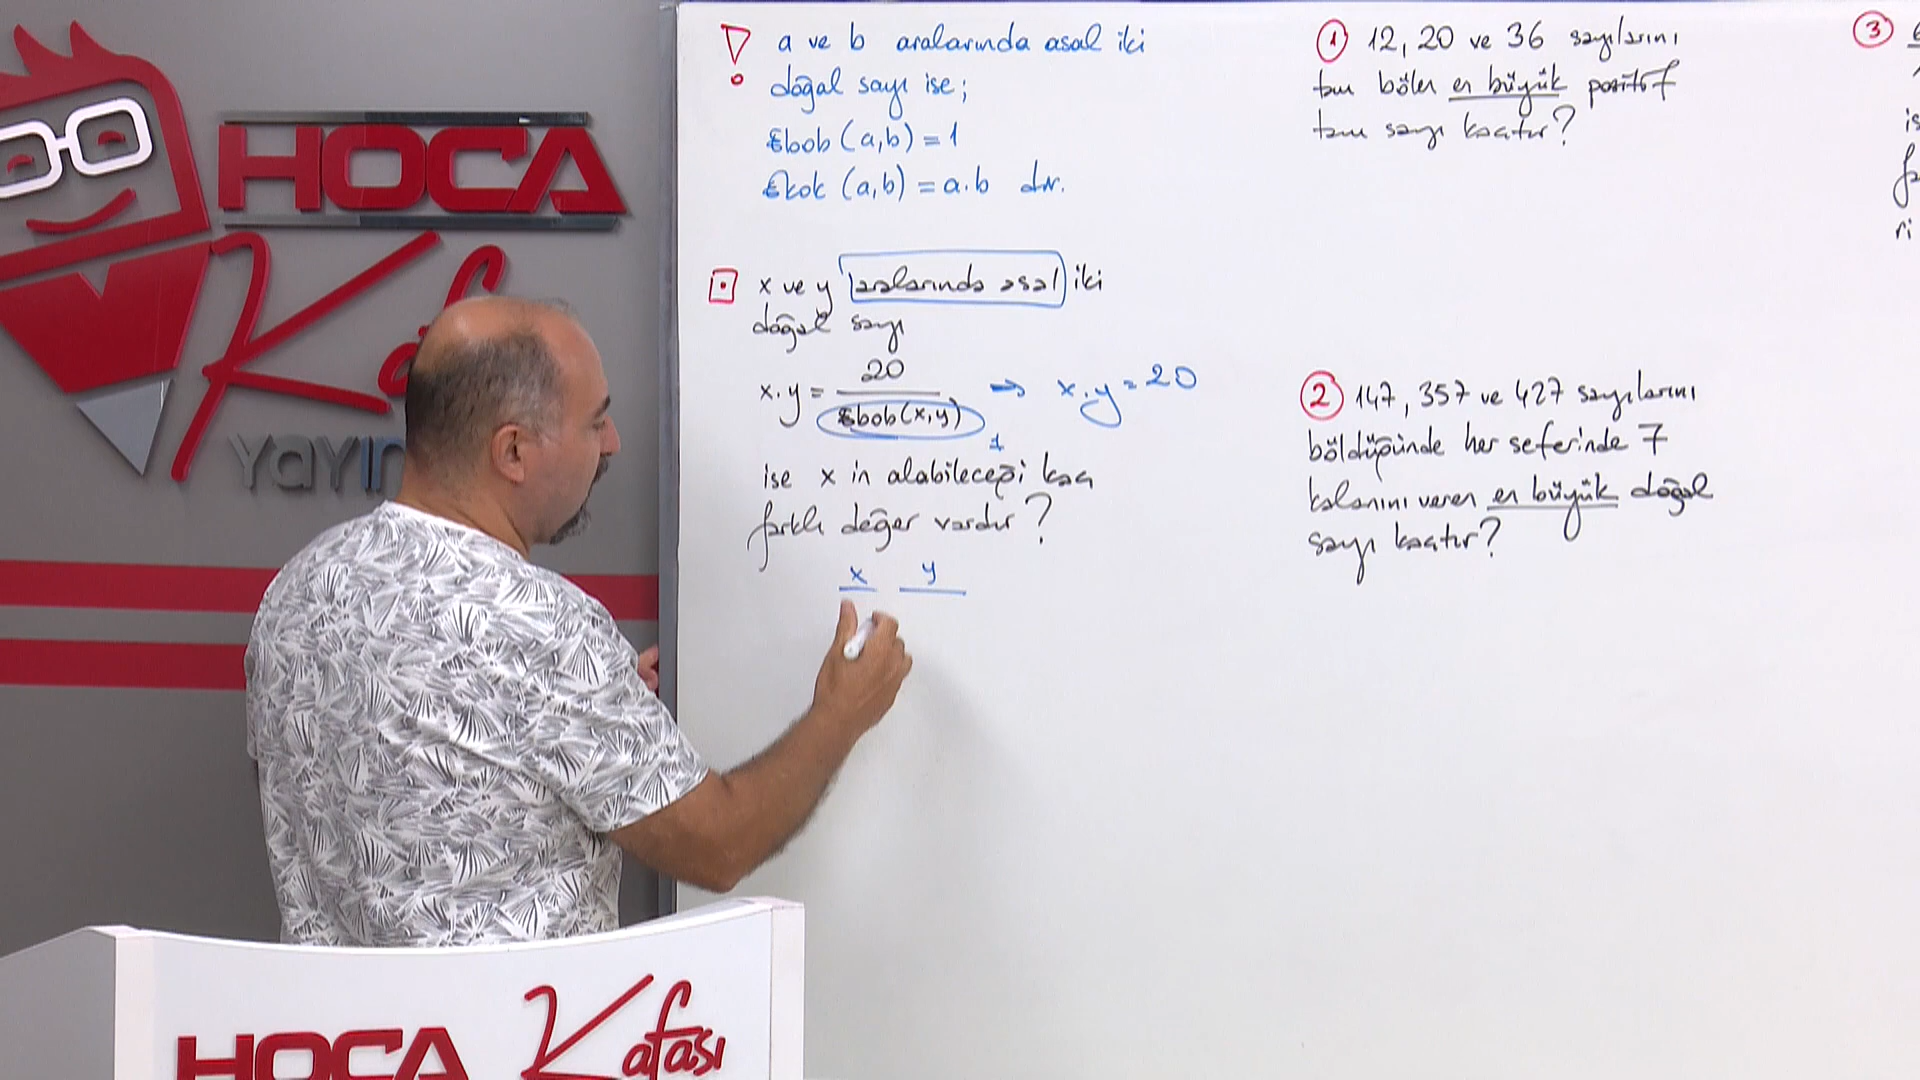 HOCA
Kafası
YAYIN
a ve b aralarında asal iki
doğal sayı ise;
Ebob (a,b) = 1
Ekok (a,b) = a.b dır.
x ve y aralarında asal iki
doğal sayı
x.y = 20 / Ebob(x,y) → x.y = 20
1
ise x in alabileceği kaç
farklı değer vardır?
x y
1 12, 20 ve 36 sayılarını
tam bölen en büyük pozitif
tam sayı kaçtır?
2 147, 357 ve 427 sayılarını
böldüğünde her seferinde 7
kalanını veren en büyük doğal
sayı kaçtır?
3
is
ri
HOCA Kafası